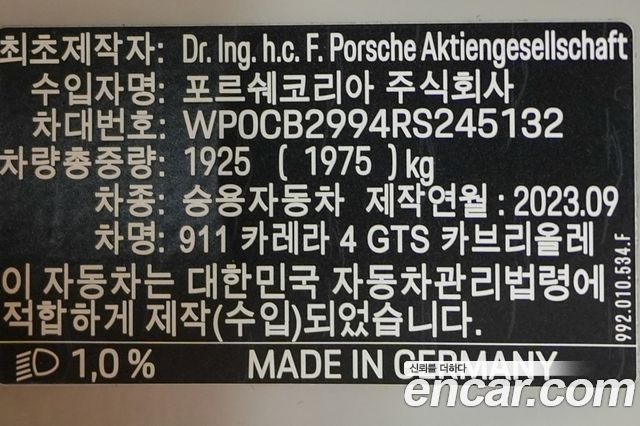 최초제작자: Dr. Ing. h.c. F. Porsche Aktiengesellschaft
수입자명: 포르쉐코리아 주식회사
차대번호: WP0CB2994RS245132
차량총중량: 1925 ( 1975 ) kg
차종: 승용자동차 제작연월 : 2023.09
차명: 911 카레라 4 GTS 카브리올레
이 자동차는 대한민국 자동차관리법령에
적합하게 제작(수입)되었습니다.
992.010.534.F
1,0 % MADE IN GERMANY
신뢰를 더하다
encar.com